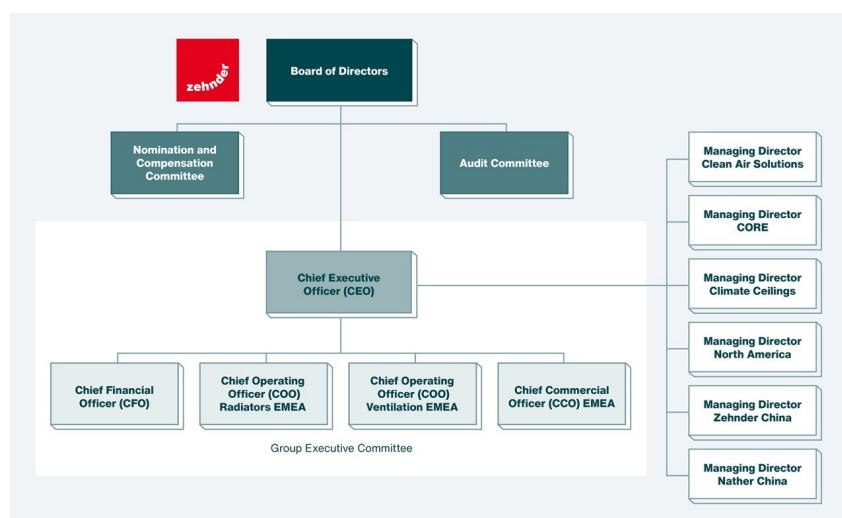 zehnder
Board of Directors
Nomination and
Compensation
Committee
Audit Committee
Managing Director
Clean Air Solutions
Managing Director
CORE
Managing Director
Climate Ceilings
Managing Director
North America
Managing Director
Zehnder China
Managing Director
Nather China
Chief Executive
Officer (CEO)
Chief Financial
Officer (CFO)
Chief Operating
Officer (COO)
Radiators EMEA
Chief Operating
Officer (COO)
Ventilation EMEA
Chief Commercial
Officer (CCO) EMEA
Group Executive Committee